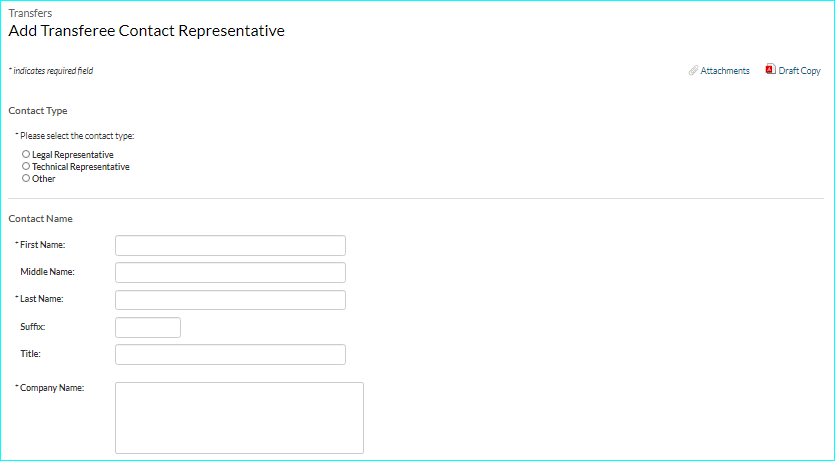 Transfers
Add Transferee Contact Representative
* indicates required field
Attachments
Draft Copy
Contact Type
* Please select the contact type:
Legal Representative
Technical Representative
Other
Contact Name
* First Name:
Middle Name:
* Last Name:
Suffix:
Title:
* Company Name: